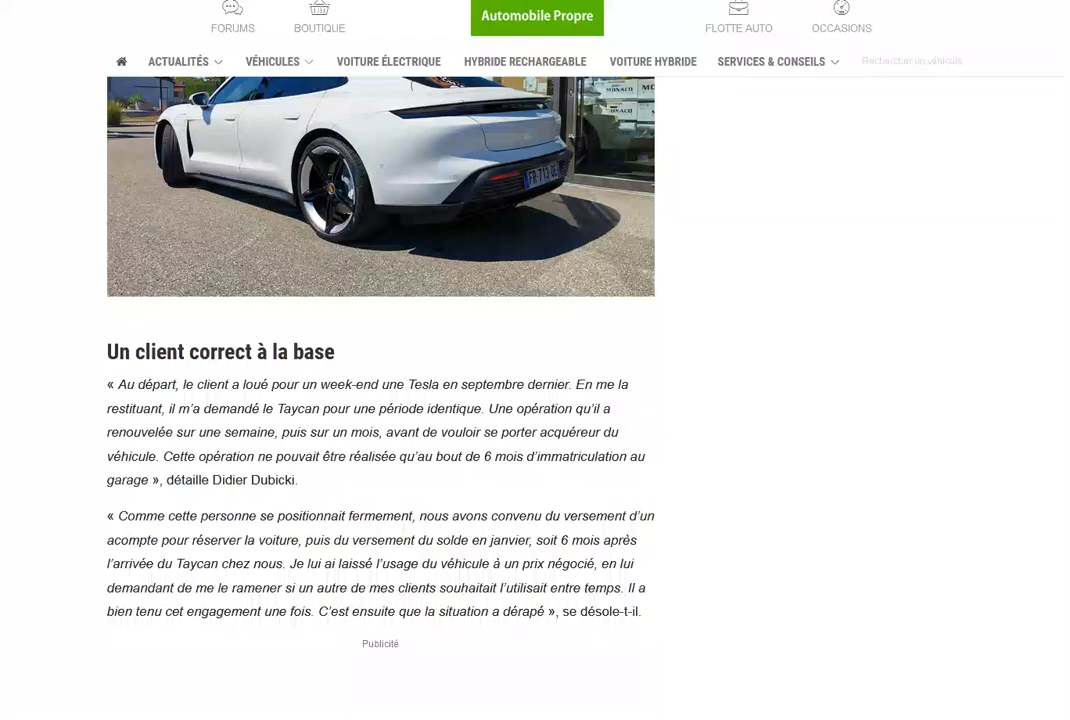 FORUMS
BOUTIQUE
Automobile Propre
FLOTTE AUTO
OCCASIONS
ACTUALITÉS
VÉHICULES
VOITURE ÉLECTRIQUE
HYBRIDE RECHARGEABLE
VOITURE HYBRIDE
SERVICES & CONSEILS
Rechercher un véhicule
MONACO
MONACO
FR-713
Un client correct à la base
« Au départ, le client a loué pour un week-end une Tesla en septembre dernier. En me la
restituant, il m’a demandé le Taycan pour une période identique. Une opération qu’il a
renouvelée sur une semaine, puis sur un mois, avant de vouloir se porter acquéreur du
véhicule. Cette opération ne pouvait être réalisée qu’au bout de 6 mois d’immatriculation au
garage », détaille Didier Dubicki.
« Comme cette personne se positionnait fermement, nous avons convenu du versement d’un
acompte pour réserver la voiture, puis du versement du solde en janvier, soit 6 mois après
l’arrivée du Taycan chez nous. Je lui ai laissé l’usage du véhicule à un prix négocié, en lui
demandant de me le ramener si un autre de mes clients souhaitait l’utilisait entre temps. Il a
bien tenu cet engagement une fois. C’est ensuite que la situation a dérapé », se désole-t-il.
Publicité